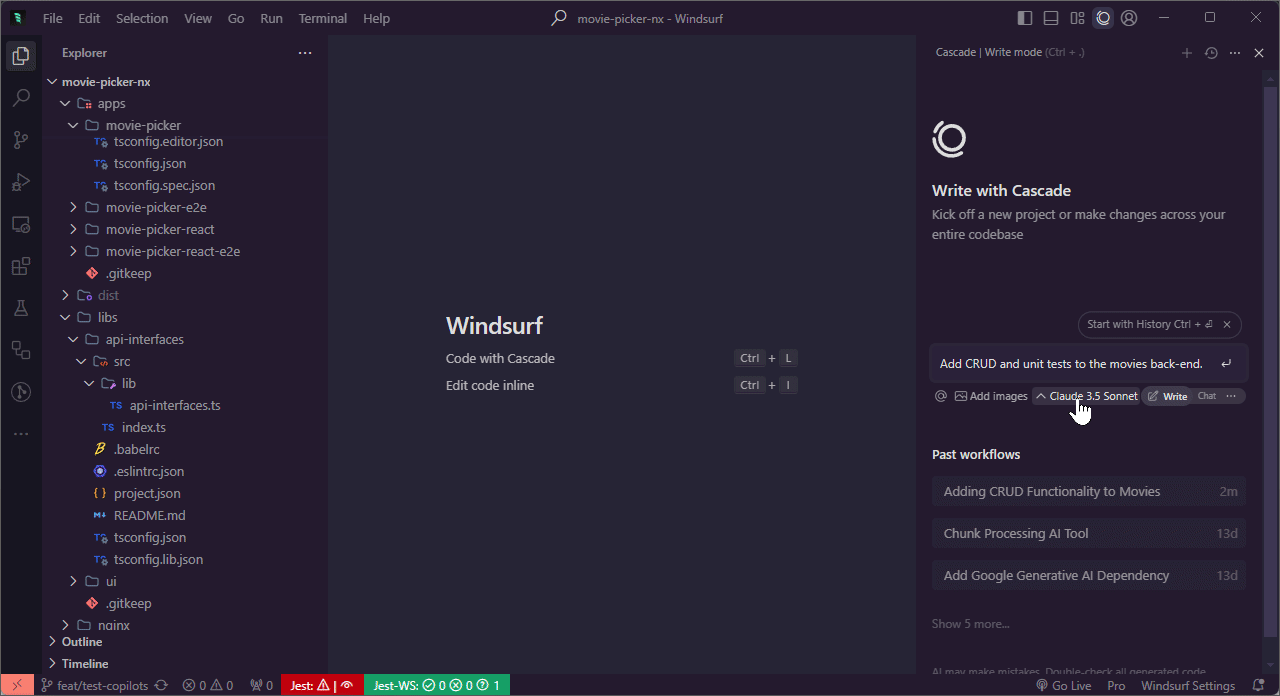 File Edit Selection View Go Run Terminal Help
movie-picker-nx - Windsurf
Explorer
movie-picker-nx
apps
movie-picker
tsconfig.editor.json
tsconfig.json
tsconfig.spec.json
movie-picker-e2e
movie-picker-react
movie-picker-react-e2e
.gitkeep
dist
libs
api-interfaces
src
lib
TS api-interfaces.ts
TS index.ts
.babelrc
.eslintrc.json
{ } project.json
README.md
tsconfig.json
tsconfig.lib.json
ui
.gitkeep
nginx
Outline
Timeline
Windsurf
Code with Cascade Ctrl + L
Edit code inline Ctrl + I
Cascade | Write mode (Ctrl + .)
Write with Cascade
Kick off a new project or make changes across your
entire codebase
Start with History Ctrl + ⏎
Add CRUD and unit tests to the movies back-end.
@ Add images Claude 3.5 Sonnet Write Chat ...
Past workflows
Adding CRUD Functionality to Movies 2m
Chunk Processing AI Tool 13d
Add Google Generative AI Dependency 13d
Show 5 more...
AI may make mistakes. Double-check all generated code.
feat/test-copilots 0 0 0 Jest: | Jest-WS: 0 0 1 Go Live Pro Windsurf Settings